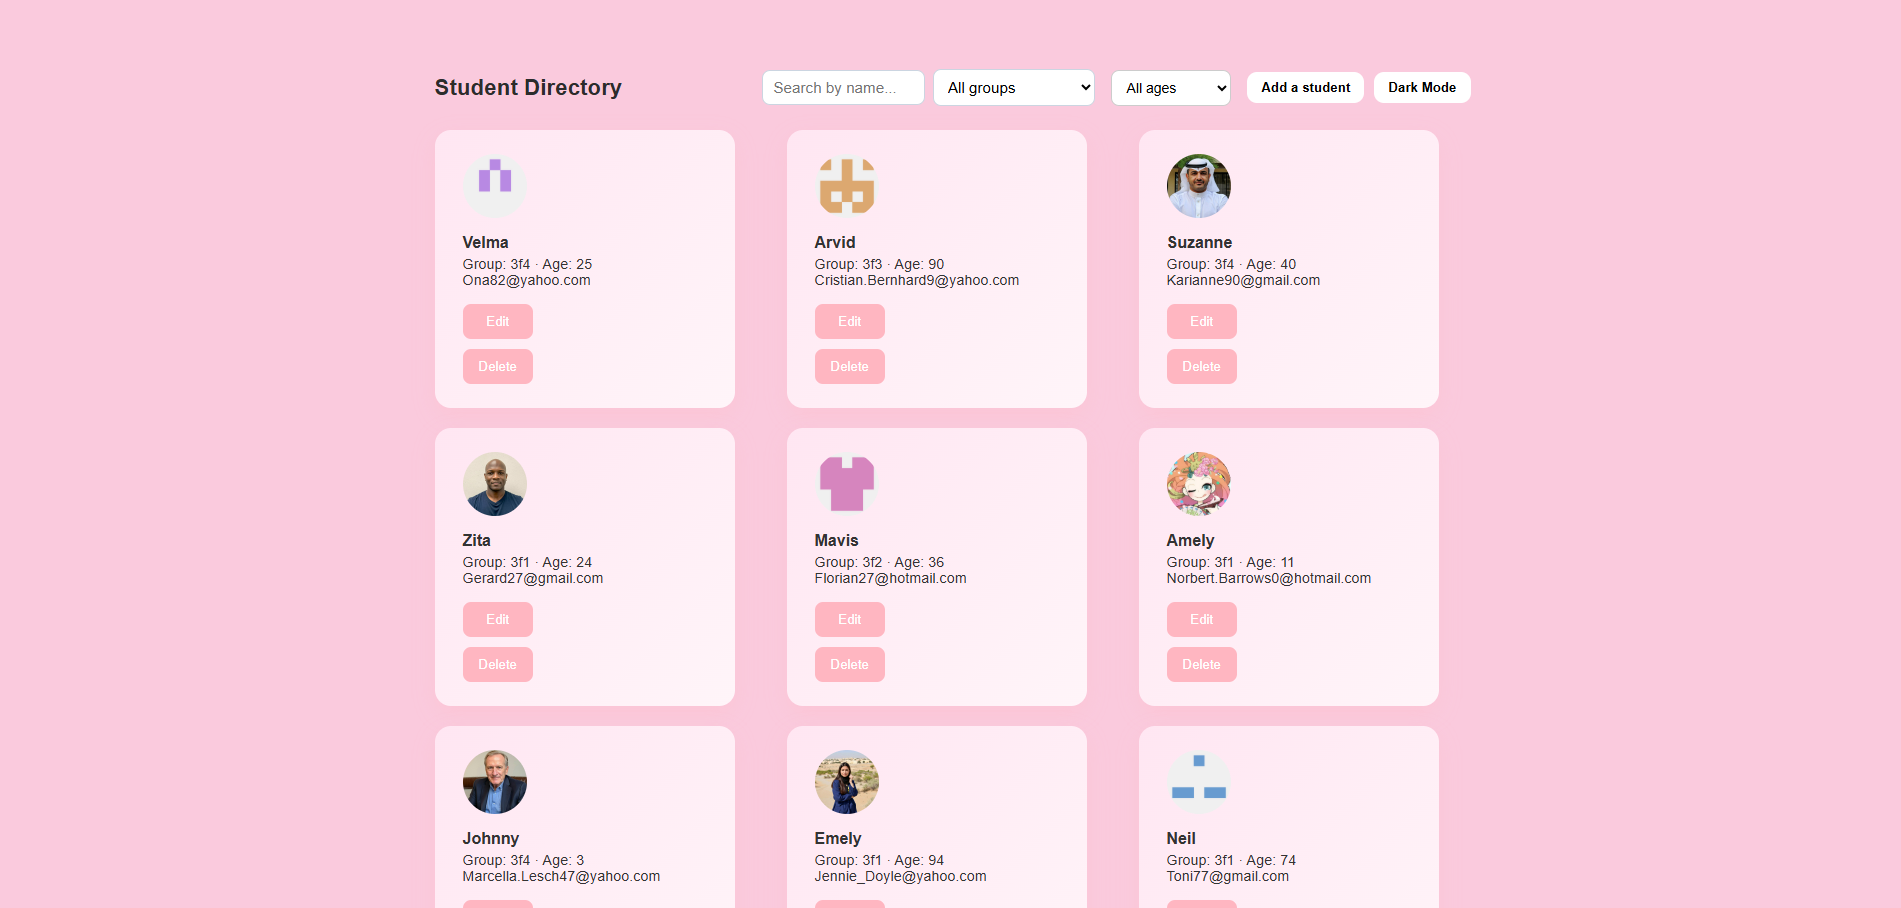 Student Directory
Search by name...
All groups
All ages
Add a student
Dark Mode
Velma
Group: 3f4 · Age: 25
Ona82@yahoo.com
Edit
Delete
Arvid
Group: 3f3 · Age: 90
Cristian.Bernhard9@yahoo.com
Edit
Delete
Suzanne
Group: 3f4 · Age: 40
Karianne90@gmail.com
Edit
Delete
Zita
Group: 3f1 · Age: 24
Gerard27@gmail.com
Edit
Delete
Mavis
Group: 3f2 · Age: 36
Florian27@hotmail.com
Edit
Delete
Amely
Group: 3f1 · Age: 11
Norbert.Barrows0@hotmail.com
Edit
Delete
Johnny
Group: 3f4 · Age: 3
Marcella.Lesch47@yahoo.com
Emely
Group: 3f1 · Age: 94
Jennie_Doyle@yahoo.com
Neil
Group: 3f1 · Age: 74
Toni77@gmail.com